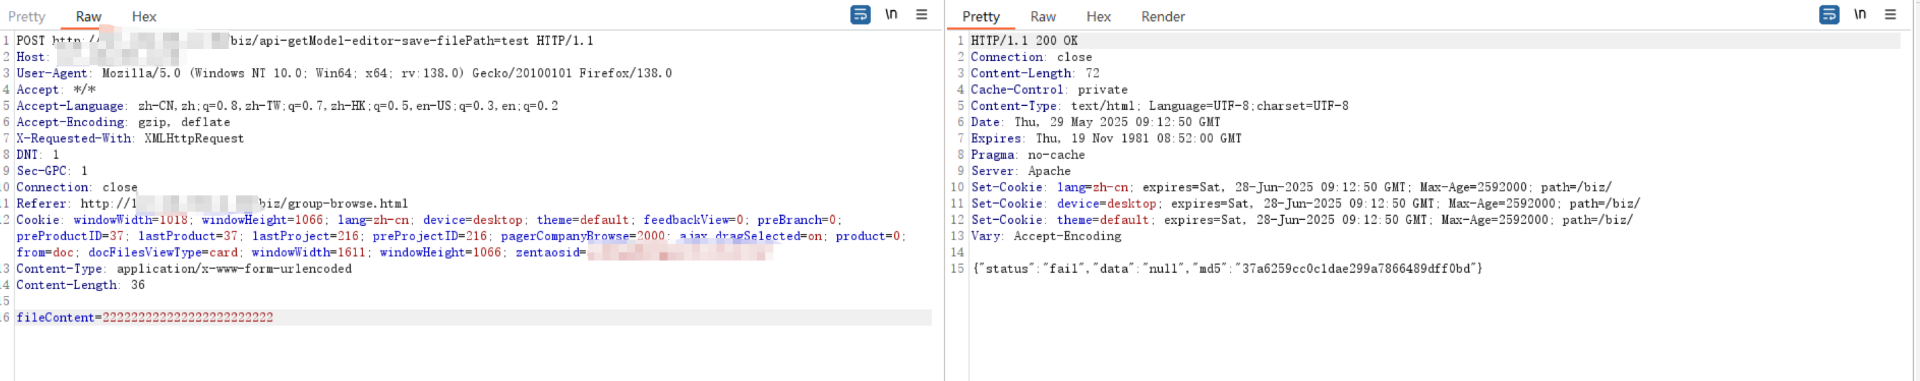 Pretty Raw Hex \n
1 POST http:// biz/api-getModel-editor-save-filePath=test HTTP/1.1
2 Host:
3 User-Agent: Mozilla/5.0 (Windows NT 10.0; Win64; x64; rv:138.0) Gecko/20100101 Firefox/138.0
4 Accept: */*
5 Accept-Language: zh-CN,zh;q=0.8,zh-TW;q=0.7,zh-HK;q=0.5,en-US;q=0.3,en;q=0.2
6 Accept-Encoding: gzip, deflate
7 X-Requested-With: XMLHttpRequest
8 DNT: 1
9 Sec-GPC: 1
10 Connection: close
11 Referer: http://1 biz/group-browse.html
12 Cookie: windowWidth=1018; windowHeight=1066; lang=zh-cn; device=desktop; theme=default; feedbackView=0; preBranch=0;
preProductID=37; lastProduct=37; lastProject=216; preProjectID=216; pagerCompanyBrowse=2000; ajax_dragSelected=on; product=0;
from=doc; docFilesViewType=card; windowWidth=1611; windowHeight=1066; zentaosid=
13 Content-Type: application/x-www-form-urlencoded
14 Content-Length: 36
15
16 fileContent=222222222222222222222222
Pretty Raw Hex Render \n
1 HTTP/1.1 200 OK
2 Connection: close
3 Content-Length: 72
4 Cache-Control: private
5 Content-Type: text/html; Language=UTF-8;charset=UTF-8
6 Date: Thu, 29 May 2025 09:12:50 GMT
7 Expires: Thu, 19 Nov 1981 08:52:00 GMT
8 Pragma: no-cache
9 Server: Apache
10 Set-Cookie: lang=zh-cn; expires=Sat, 28-Jun-2025 09:12:50 GMT; Max-Age=2592000; path=/biz/
11 Set-Cookie: device=desktop; expires=Sat, 28-Jun-2025 09:12:50 GMT; Max-Age=2592000; path=/biz/
12 Set-Cookie: theme=default; expires=Sat, 28-Jun-2025 09:12:50 GMT; Max-Age=2592000; path=/biz/
13 Vary: Accept-Encoding
14
15 {"status":"fail","data":"null","md5":"37a6259cc0c1dae299a7866489dff0bd"}